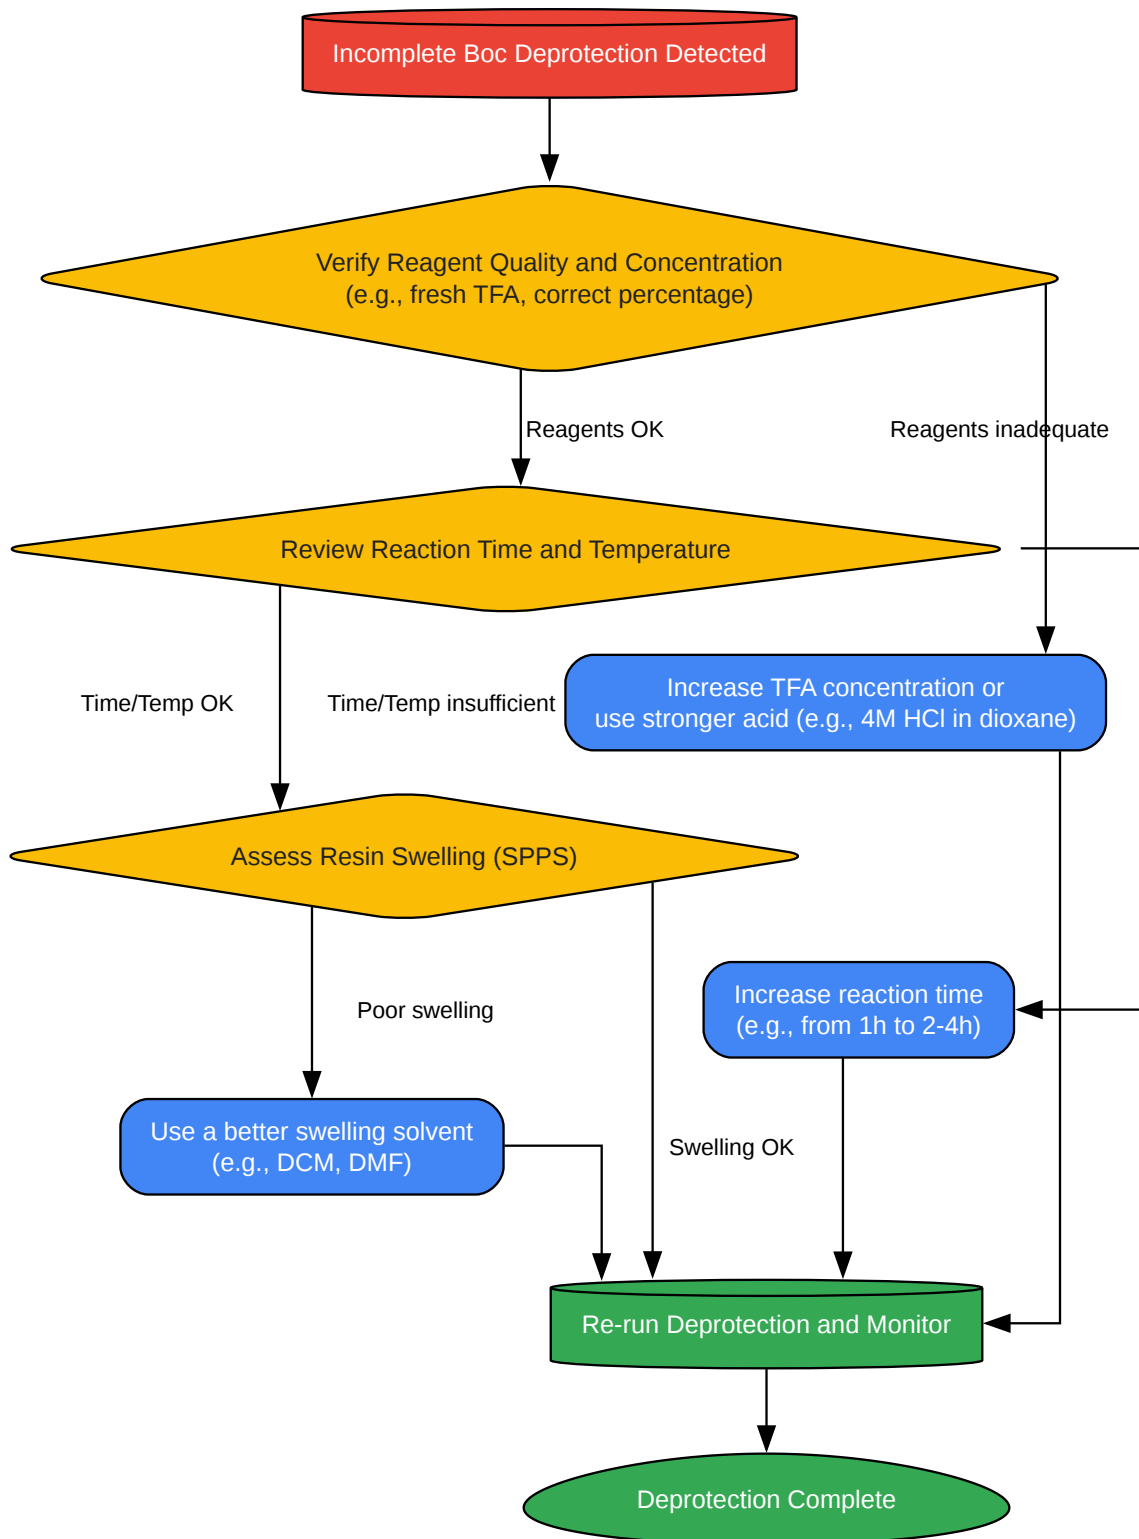 Incomplete Boc Deprotection Detected
Verify Reagent Quality and Concentration
(e.g., fresh TFA, correct percentage)
Reagents OK
Reagents inadequate
Review Reaction Time and Temperature
Time/Temp OK
Time/Temp insufficient
Increase TFA concentration or
use stronger acid (e.g., 4M HCl in dioxane)
Assess Resin Swelling (SPPS)
Poor swelling
Increase reaction time
(e.g., from 1h to 2-4h)
Use a better swelling solvent
(e.g., DCM, DMF)
Swelling OK
Re-run Deprotection and Monitor
Deprotection Complete